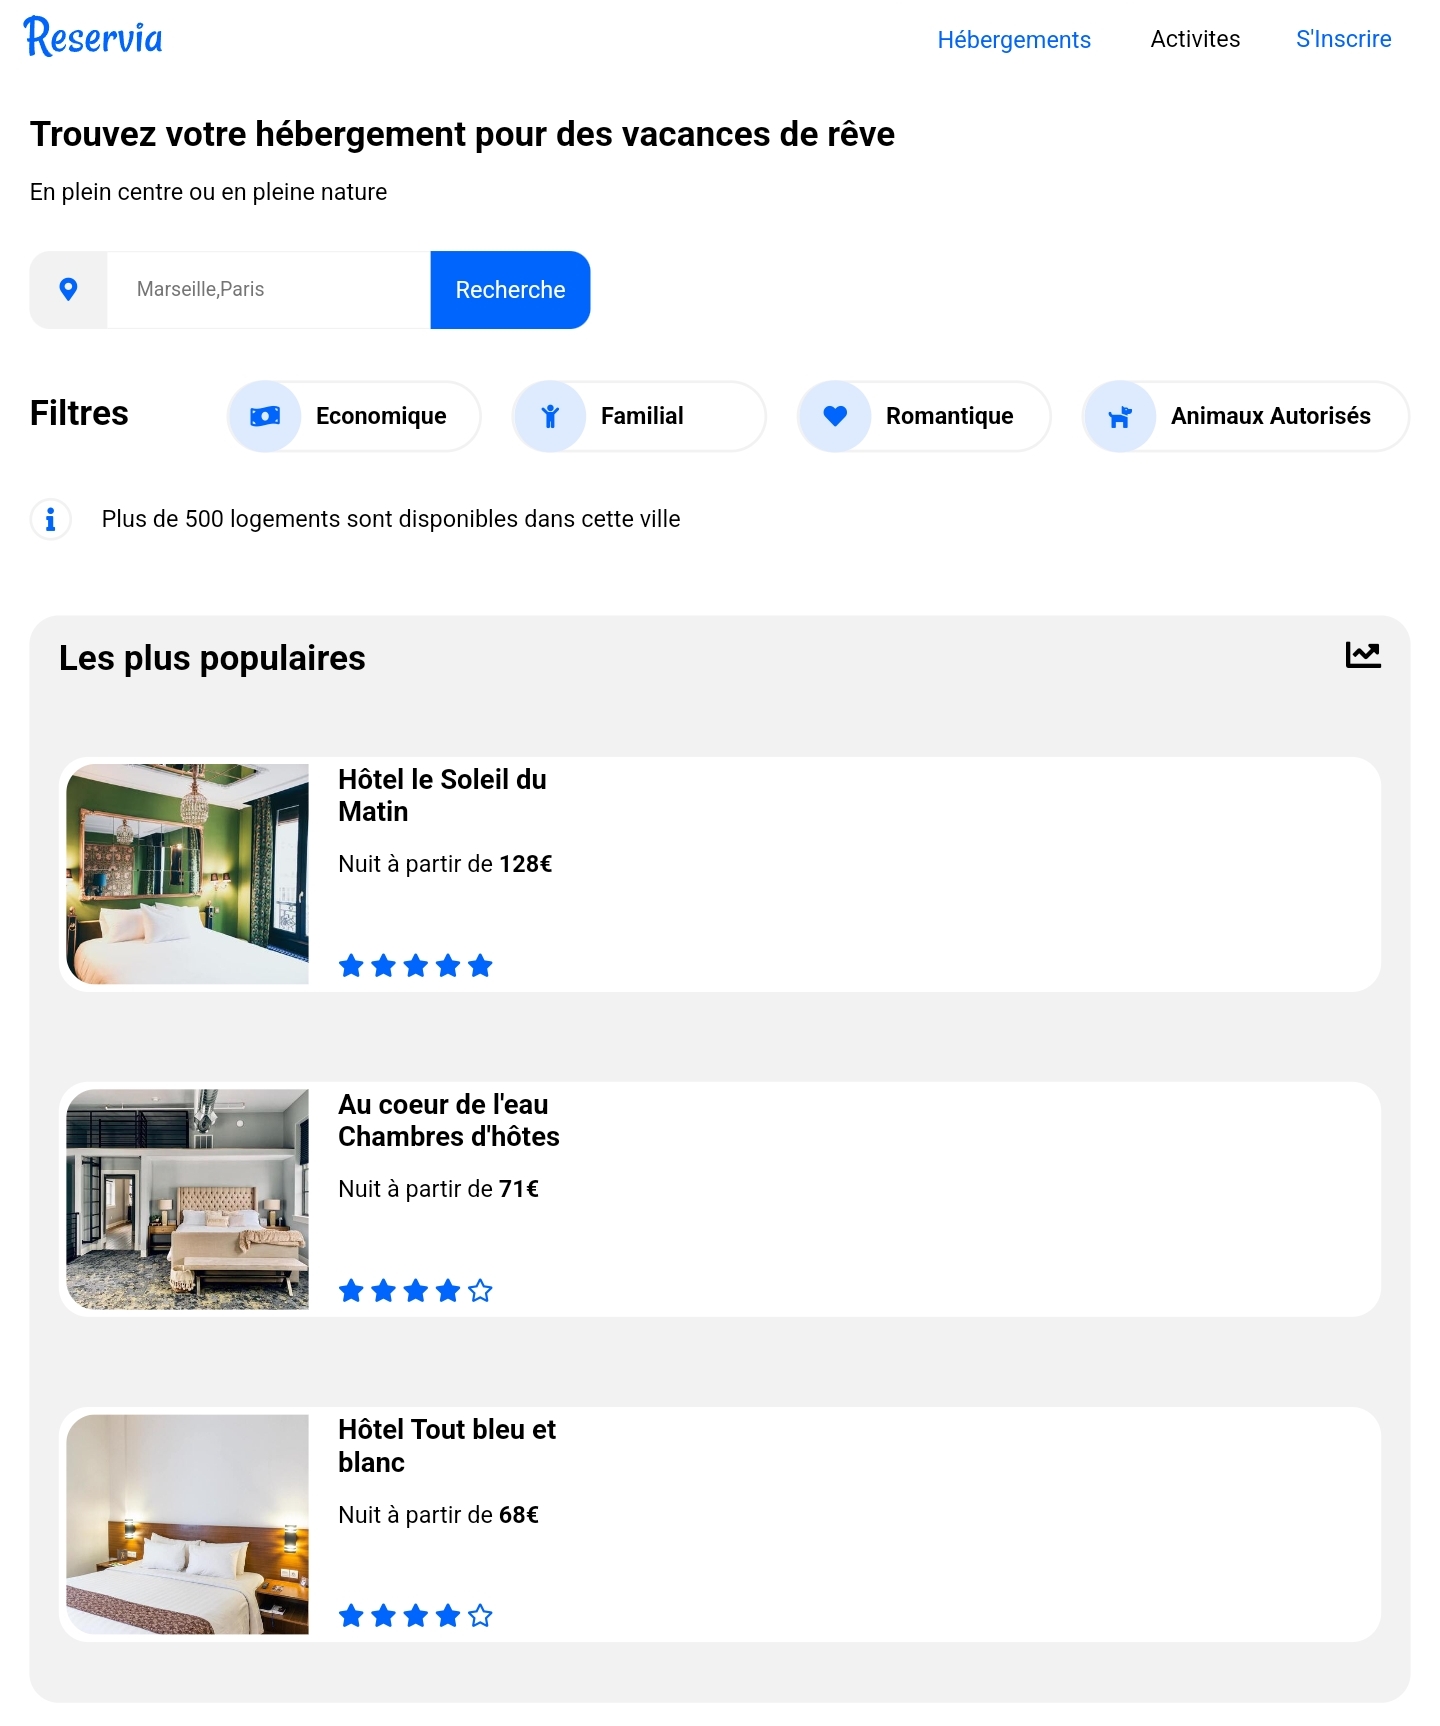 Reservia
Hébergements
Activites
S'Inscrire
Trouvez votre hébergement pour des vacances de rêve
En plein centre ou en pleine nature
Marseille,Paris
Recherche
Filtres
Economique
Familial
Romantique
Animaux Autorisés
Plus de 500 logements sont disponibles dans cette ville
Les plus populaires
Hôtel le Soleil du
Matin
Nuit à partir de 128€
Au coeur de l'eau
Chambres d'hôtes
Nuit à partir de 71€
Hôtel Tout bleu et
blanc
Nuit à partir de 68€